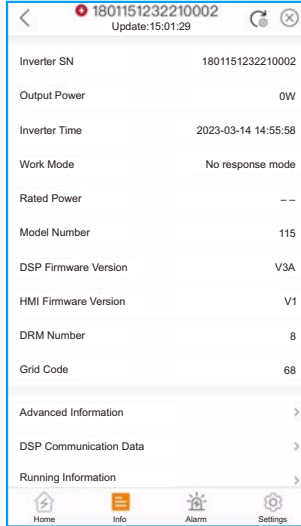 1801151232210002
Update:15:01:29
Inverter SN 1801151232210002
Output Power 0W
Inverter Time 2023-03-14 14:55:58
Work Mode No response mode
Rated Power – –
Model Number 115
DSP Firmware Version V3A
HMI Firmware Version V1
DRM Number 8
Grid Code 68
Advanced Information
DSP Communication Data
Running Information
Home Info Alarm Settings